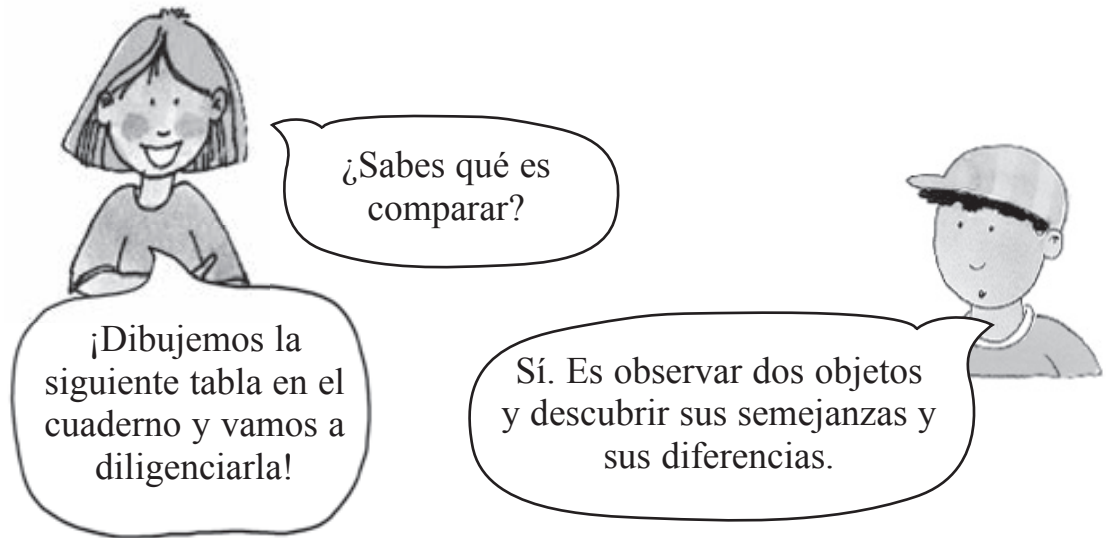 ¿Sabes qué es
comparar?
Sí. Es observar dos objetos
y descubrir sus semejanzas y
sus diferencias.
¡Dibujemos la
siguiente tabla en el
cuaderno y vamos a
diligenciarla!